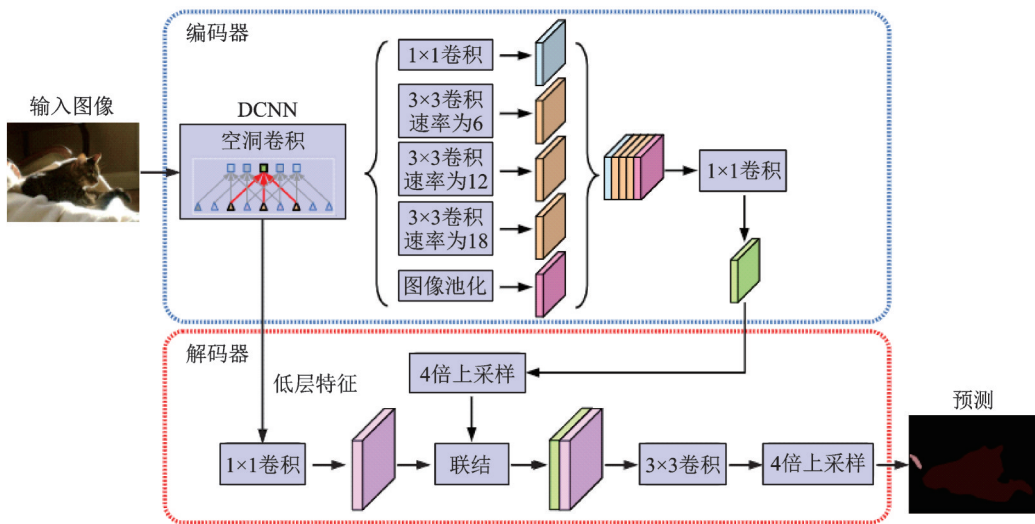 编码器
输入图像
DCNN
空洞卷积
1×1卷积
3×3卷积
速率为6
3×3卷积
速率为12
3×3卷积
速率为18
图像池化
1×1卷积
解码器
低层特征
4倍上采样
1×1卷积
联结
3×3卷积
4倍上采样
预测